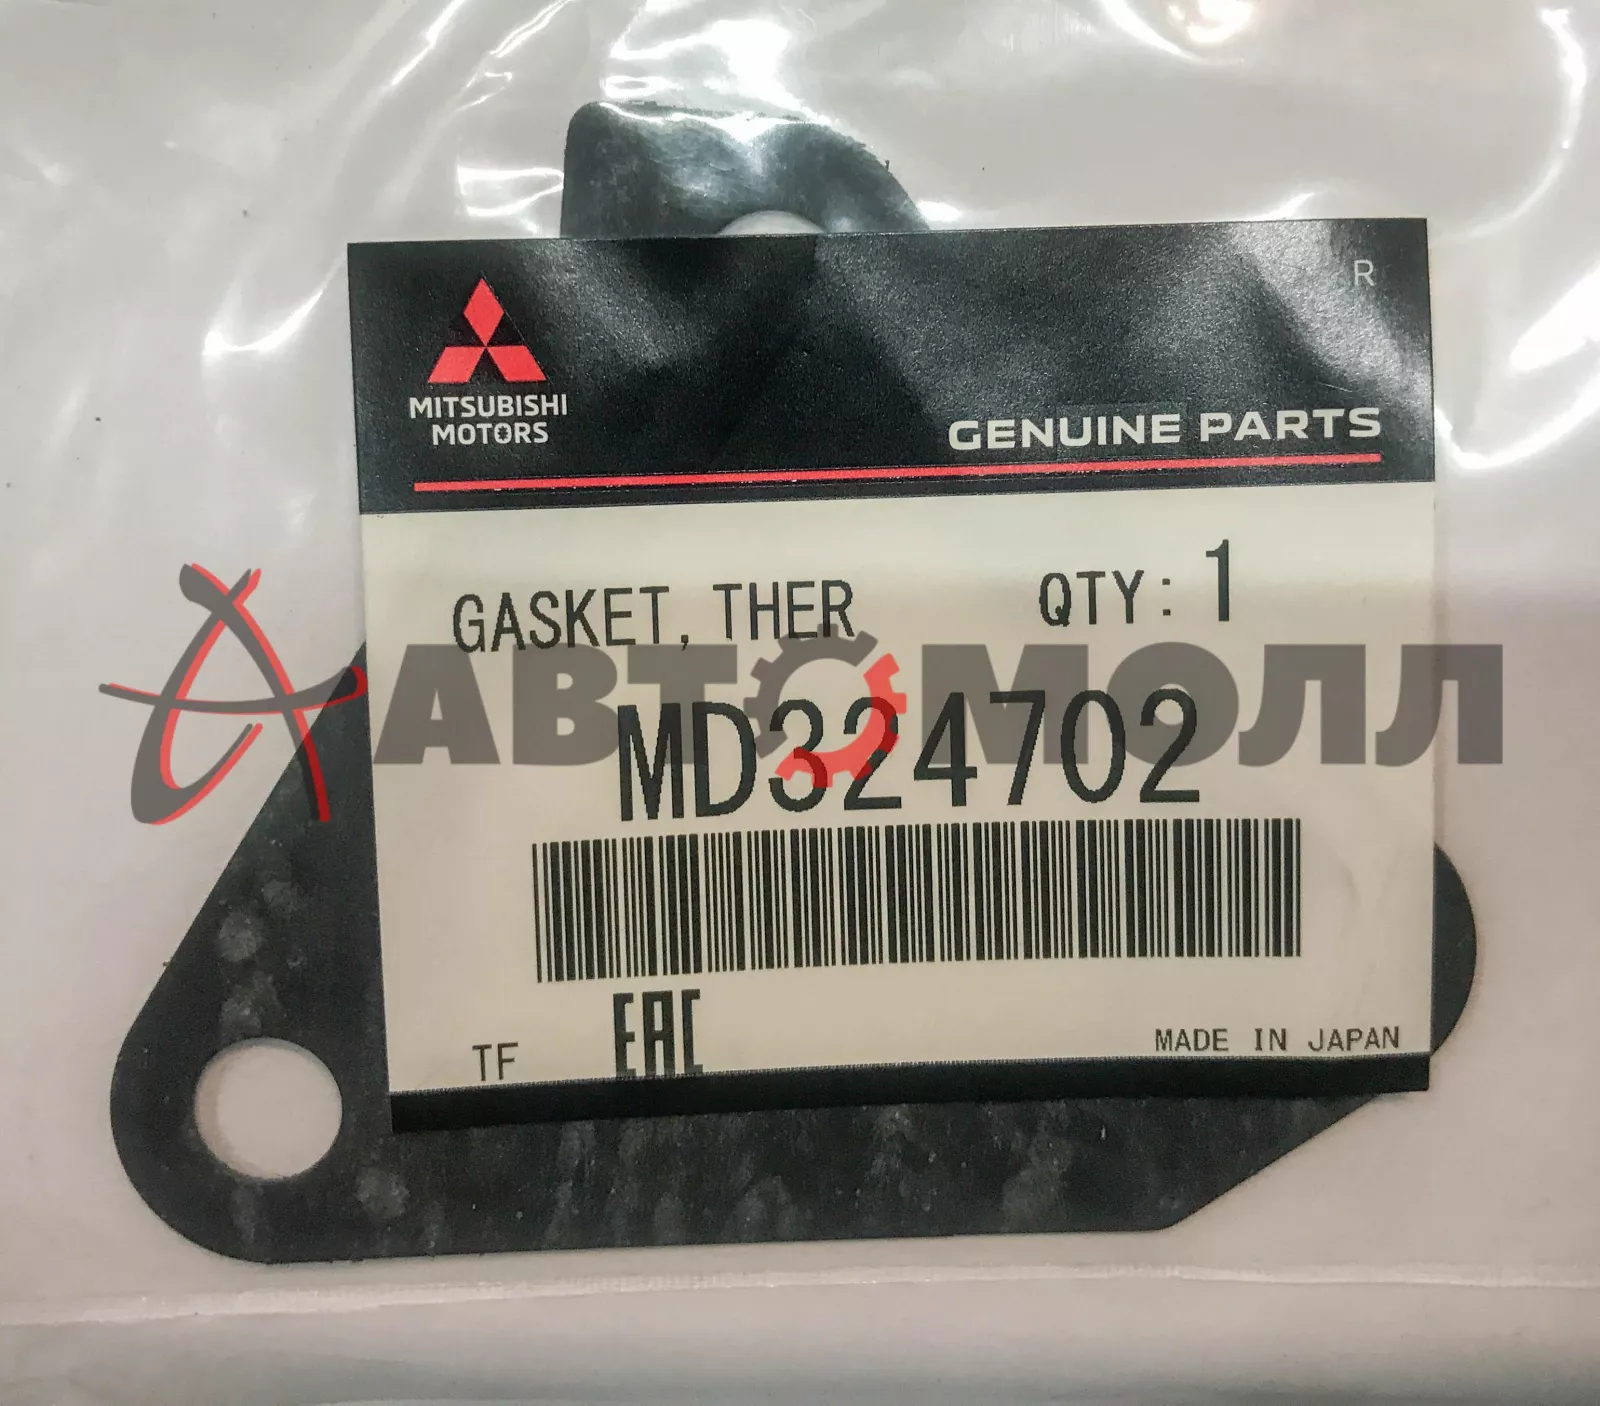 R
MITSUBISHI
MOTORS
GENUINE PARTS
GASKET, THER QTY: 1
АВТОМОЛЛ
MD324702
TF EAC MADE IN JAPAN